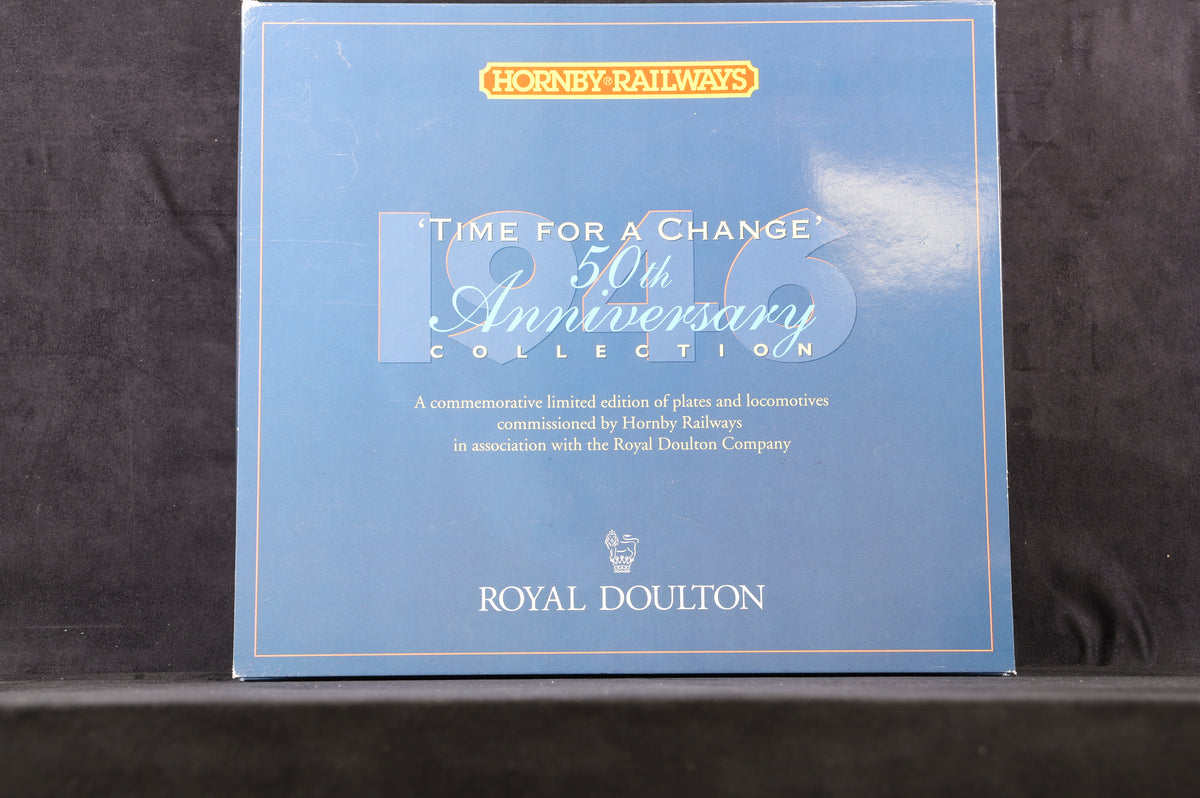 HORNBY® RAILWAYS
1946
'TIME FOR A CHANGE'
50th
Anniversary
COLLECTION
A commemorative limited edition of plates and locomotives
commissioned by Hornby Railways
in association with the Royal Doulton Company
ROYAL DOULTON